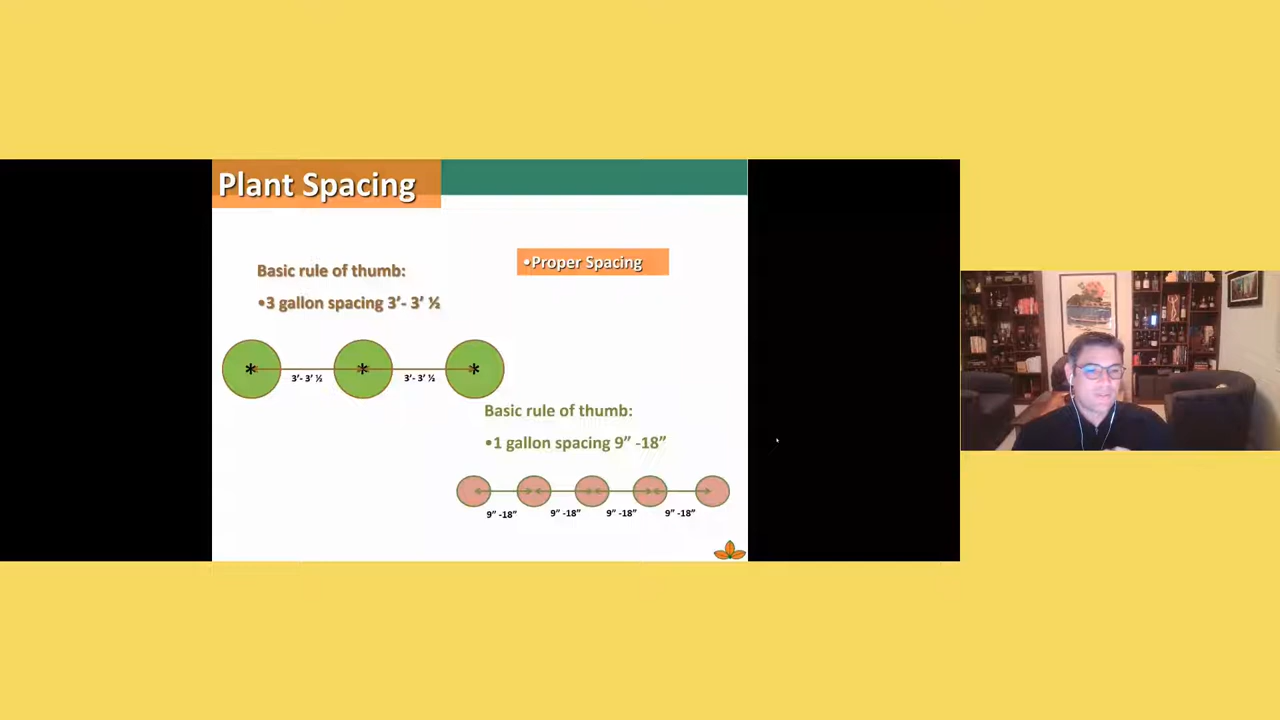 Plant Spacing
•Proper Spacing
Basic rule of thumb:
•3 gallon spacing 3’- 3’ ½
* * *
3’- 3’ ½ 3’- 3’ ½
Basic rule of thumb:
•1 gallon spacing 9” -18”
9” -18” 9” -18” 9” -18” 9” -18”